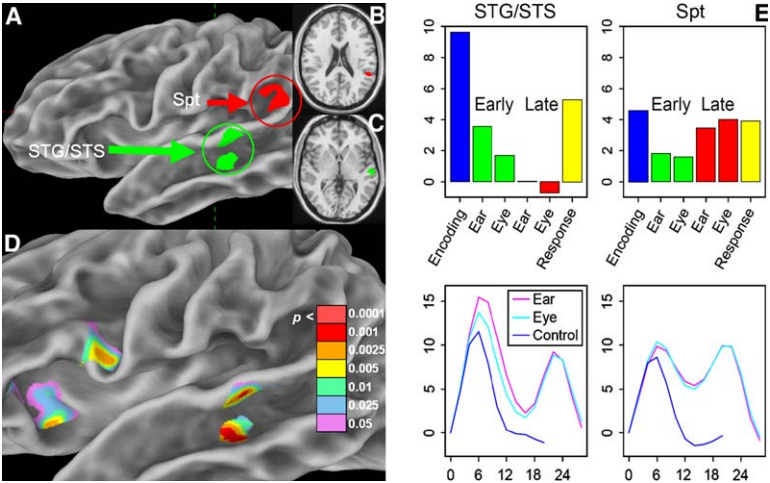 A
B
Spt
C
STG/STS
D
p <
0.0001
0.001
0.0025
0.005
0.01
0.025
0.05
STG/STS
Spt
E
10
8
6
4
2
0
Early
Late
Encoding
Ear
Eye
Ear
Eye
Response
10
8
6
4
2
0
Early
Late
Encoding
Ear
Eye
Ear
Eye
Response
15
10
5
0
Ear
Eye
Control
0 6 12 18 24
15
10
5
0
0 6 12 18 24